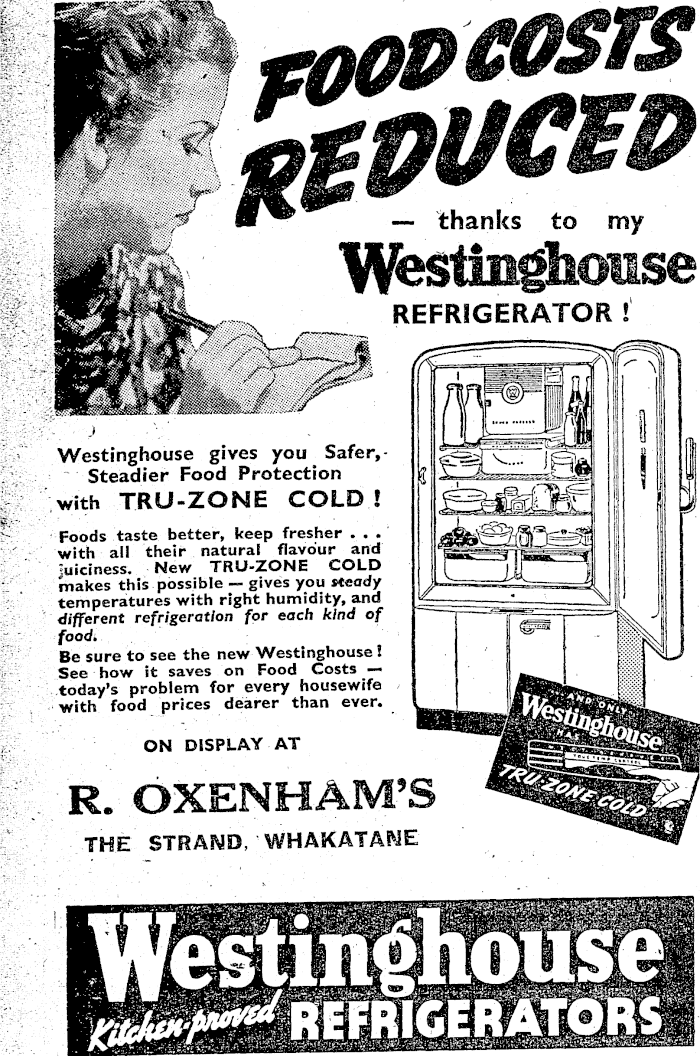 FOOD COSTS
REDUCED
— thanks to my
Westinghouse
REFRIGERATOR !
Westinghouse gives you Safer,
Steadier Food Protection
with TRU-ZONE COLD !
Foods taste better, keep fresher . . .
with all their natural flavour and
juiciness. New TRU-ZONE COLD
makes this possible — gives you steady
temperatures with right humidity, and
different refrigeration for each kind of
food.
Be sure to see the new Westinghouse !
See how it saves on Food Costs —
today's problem for every housewife
with food prices dearer than ever.
AND ONLY
Westinghouse
HAS
TRU-ZONE COLD
ON DISPLAY AT
R. OXENHAM'S
THE STRAND, WHAKATANE
Westinghouse
Kitchen-proved REFRIGERATORS